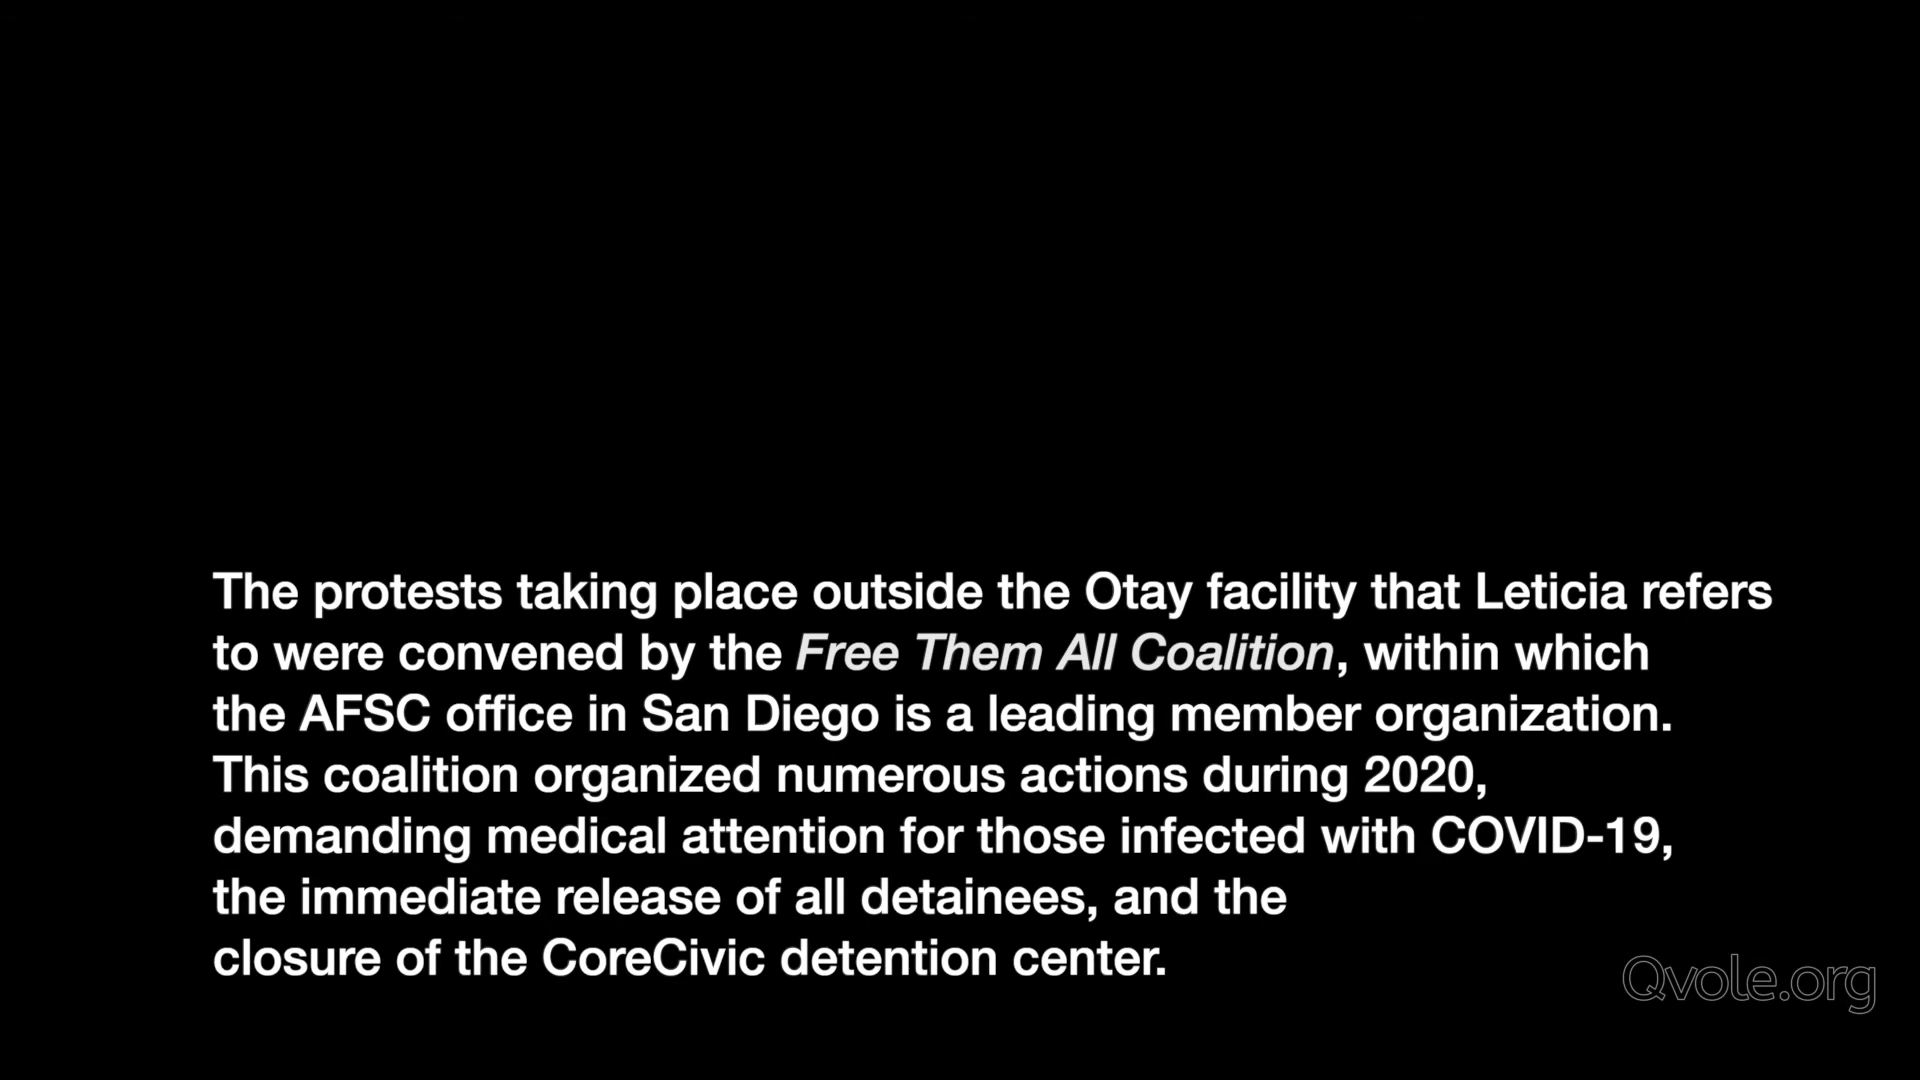 The protests taking place outside the Otay facility that Leticia refers
to were convened by the Free Them All Coalition, within which
the AFSC office in San Diego is a leading member organization.
This coalition organized numerous actions during 2020,
demanding medical attention for those infected with COVID-19,
the immediate release of all detainees, and the
closure of the CoreCivic detention center.
Qvole.org